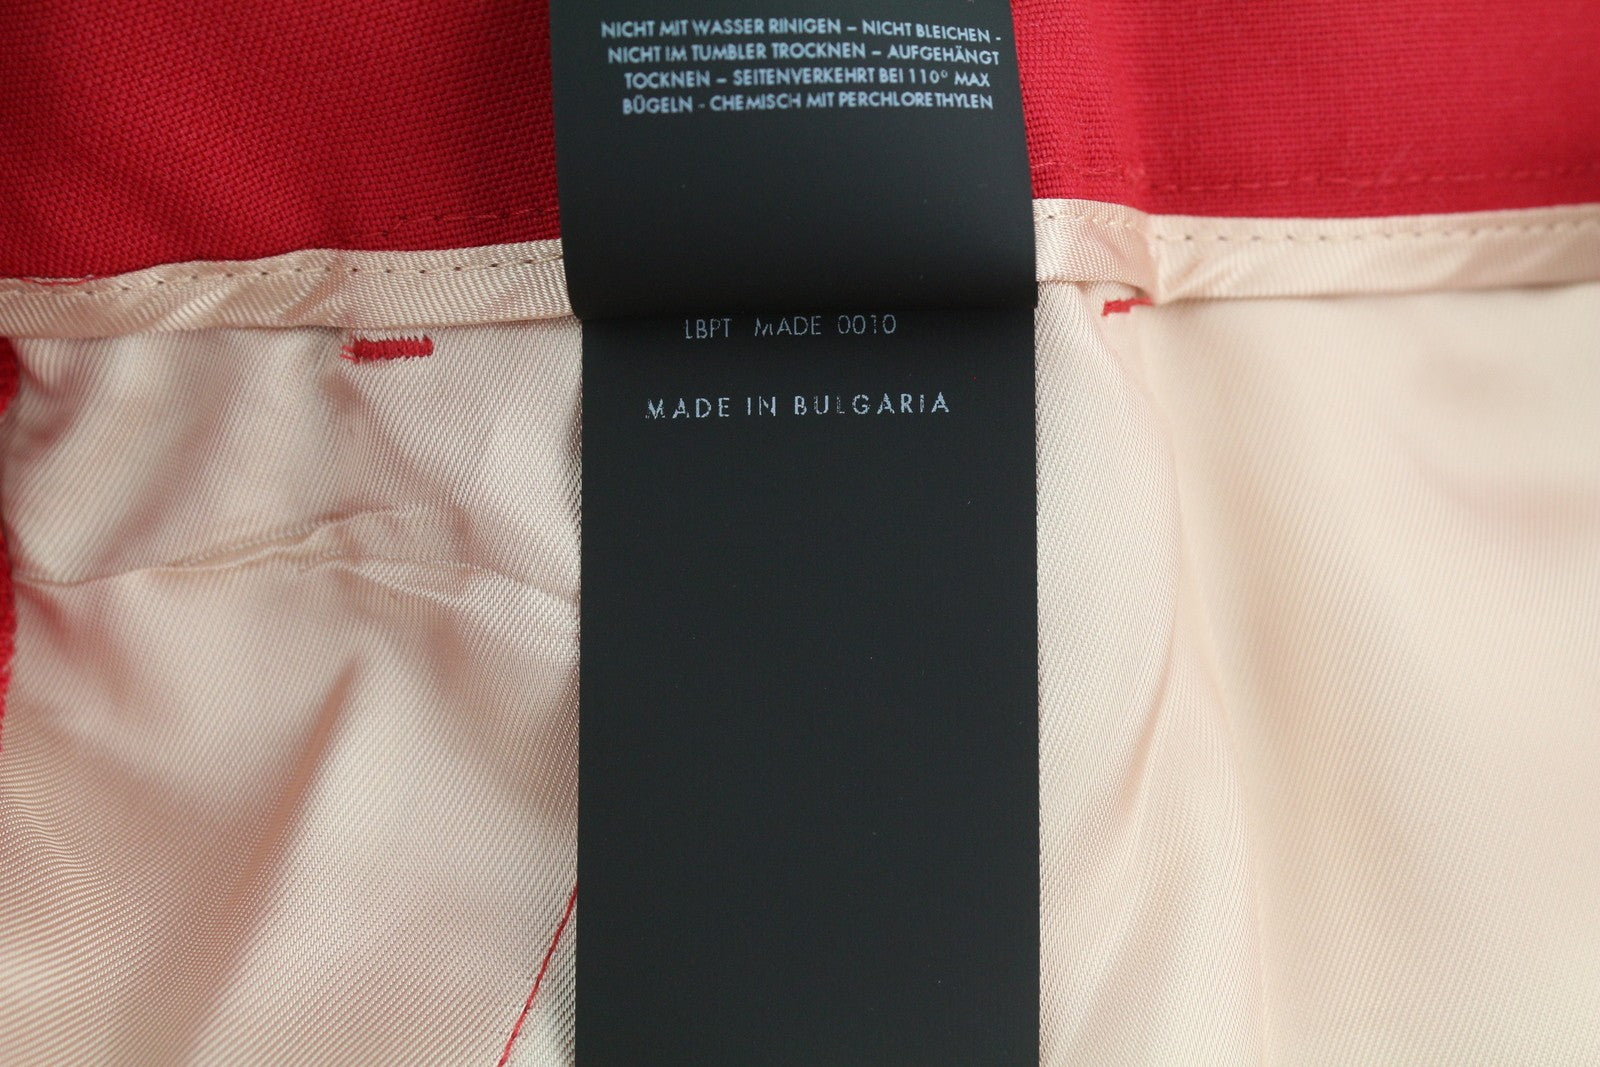 NICHT MIT WASSER RINIGEN – NICHT BLEICHEN -
NICHT IM TUMBLER TROCKNEN – AUFGEHÄNGT
TOCKNEN – SEITENVERKEHRT BEI 110° MAX
BÜGELN - CHEMISCH MIT PERCHLORETHYLEN
LBPT MADE 0010
MADE IN BULGARIA